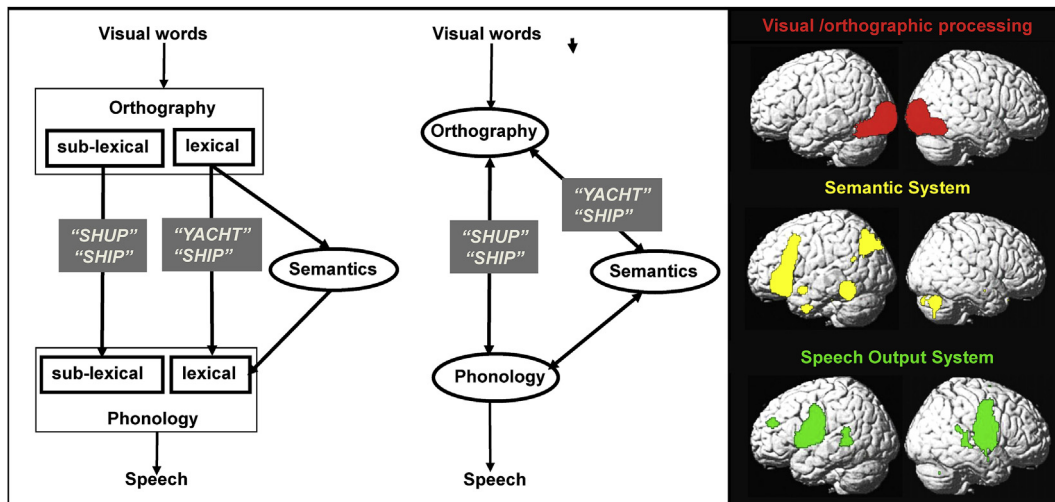 Visual words
Orthography
sub-lexical
lexical
“SHUP”
“SHIP”
“YACHT”
“SHIP”
Semantics
sub-lexical
lexical
Phonology
Speech
Visual words
Orthography
“YACHT”
“SHIP”
“SHUP”
“SHIP”
Semantics
Phonology
Speech
Visual /orthographic processing
Semantic System
Speech Output System